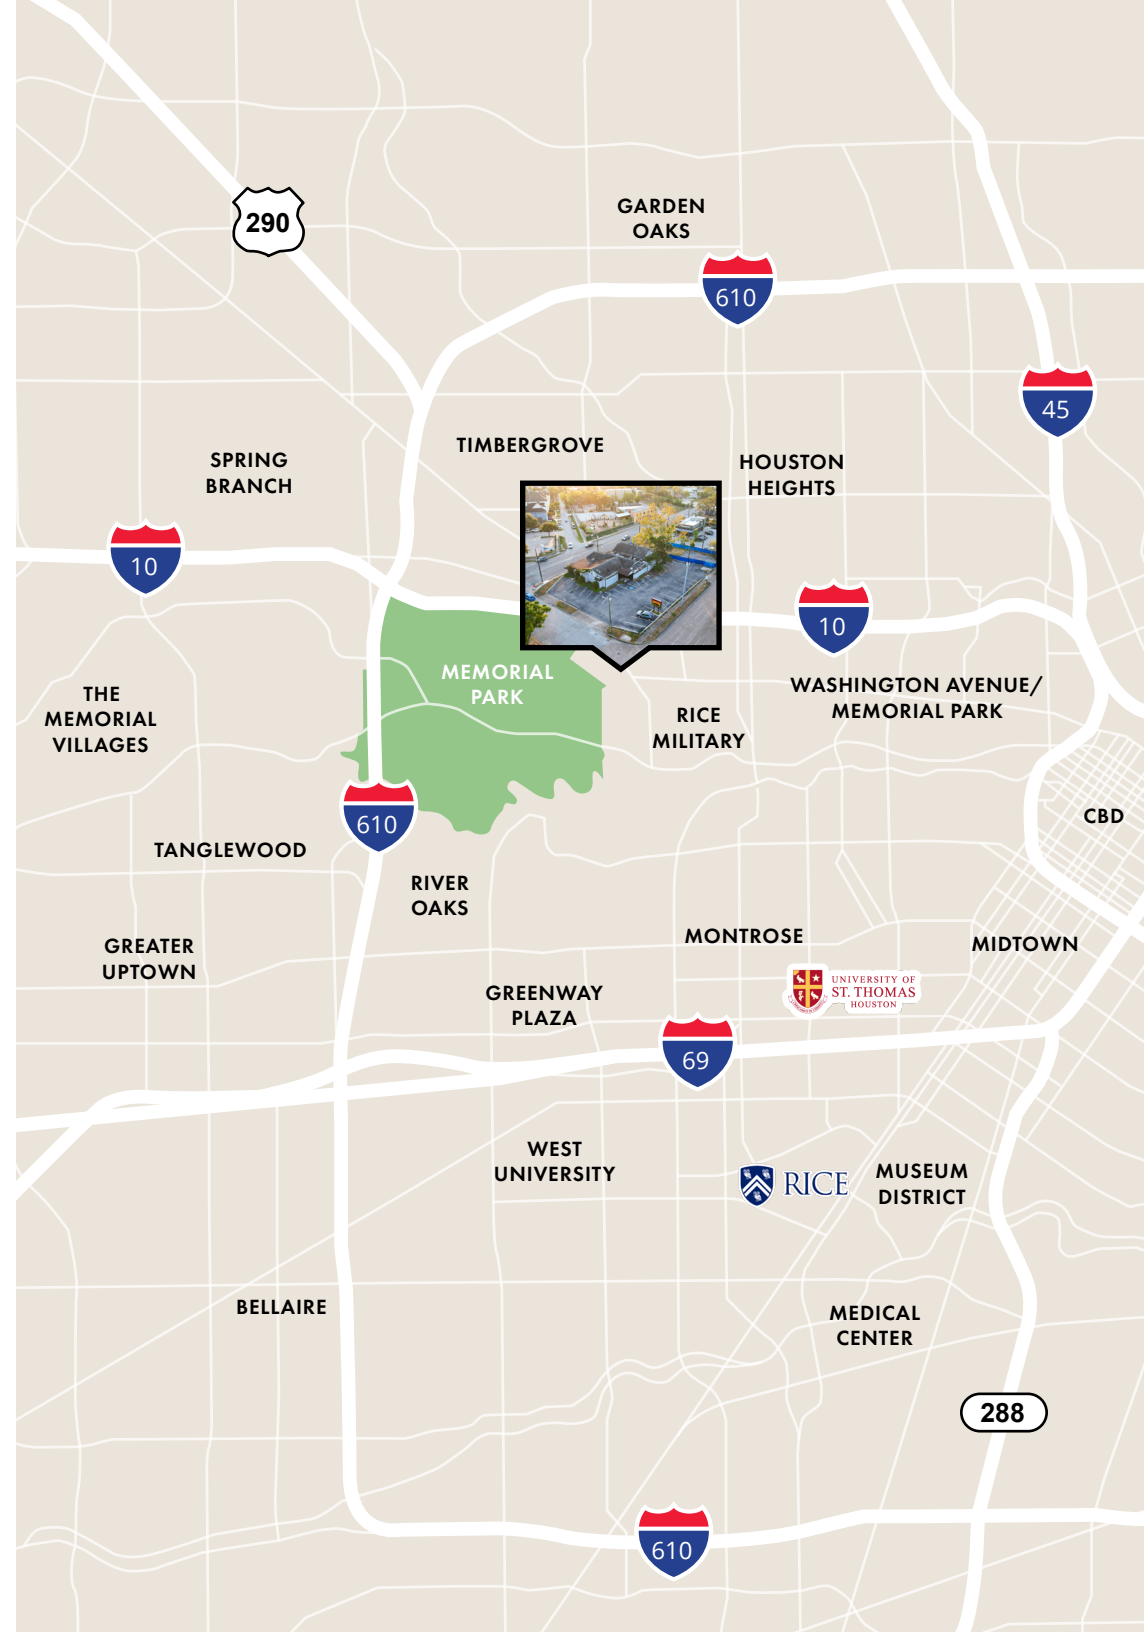 290
GARDEN
OAKS
610
45
TIMBERGROVE
SPRING
BRANCH
HOUSTON
HEIGHTS
10
10
MEMORIAL
PARK
THE
MEMORIAL
VILLAGES
WASHINGTON AVENUE/
MEMORIAL PARK
RICE
MILITARY
610
CBD
TANGLEWOOD
RIVER
OAKS
GREATER
UPTOWN
MONTROSE
MIDTOWN
UNIVERSITY OF
ST. THOMAS
HOUSTON
GREENWAY
PLAZA
69
WEST
UNIVERSITY
RICE
MUSEUM
DISTRICT
BELLAIRE
MEDICAL
CENTER
288
610